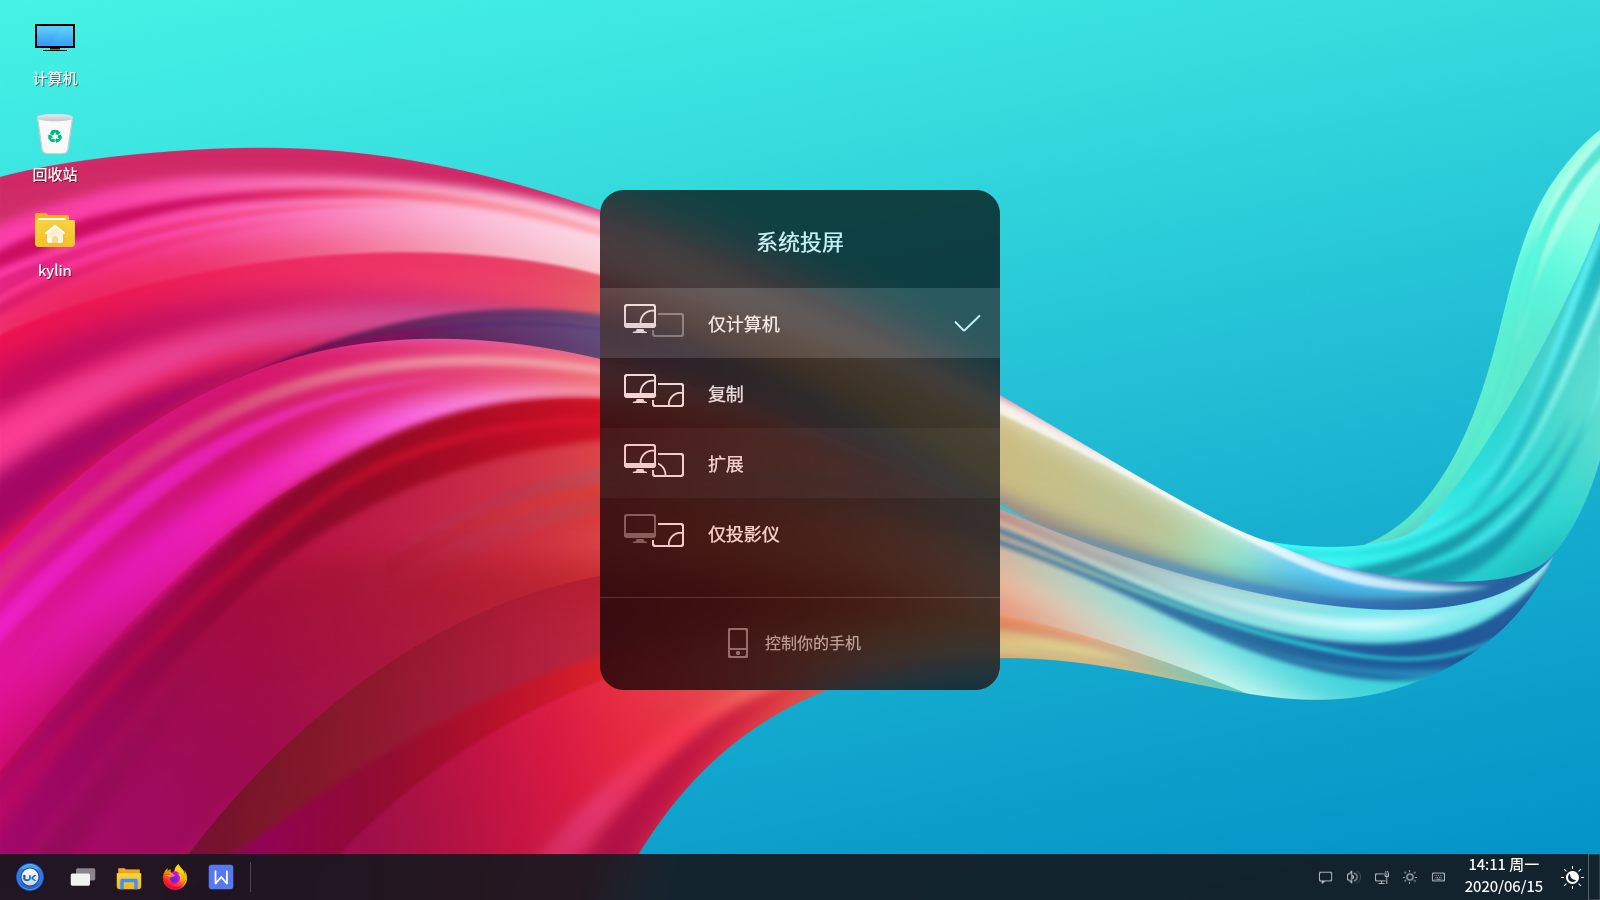 计算机
回收站
kylin
系统投屏
仅计算机
复制
扩展
仅投影仪
控制你的手机
14:11 周一
2020/06/15